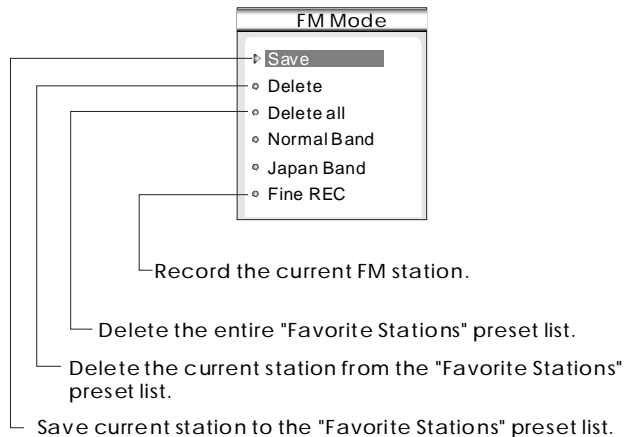 FM Mode
Save
Delete
Delete all
Normal Band
Japan Band
Fine REC
Record the current FM station.
Delete the entire "Favorite Stations" preset list.
Delete the current station from the "Favorite Stations"
preset list.
Save current station to the "Favorite Stations" preset list.